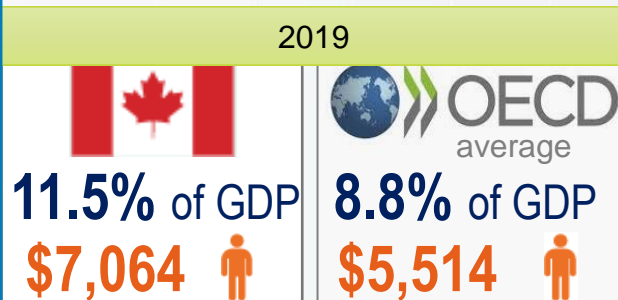 2019
OECD
average
11.5% of GDP
8.8% of GDP
$7,064
$5,514